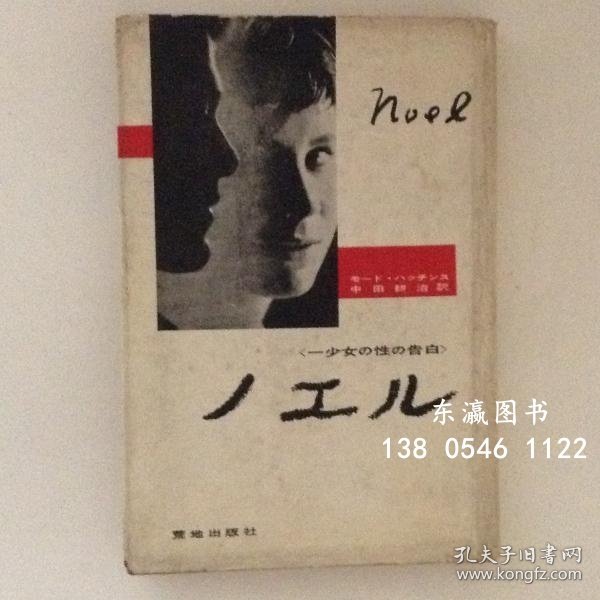 noel
モード・ハッチンス
中田耕治訳
〈一少女の性の告白〉
ノエル
东瀛图书
138 0546 1122
荒地出版社
孔夫子旧书网
www.kongfz.com